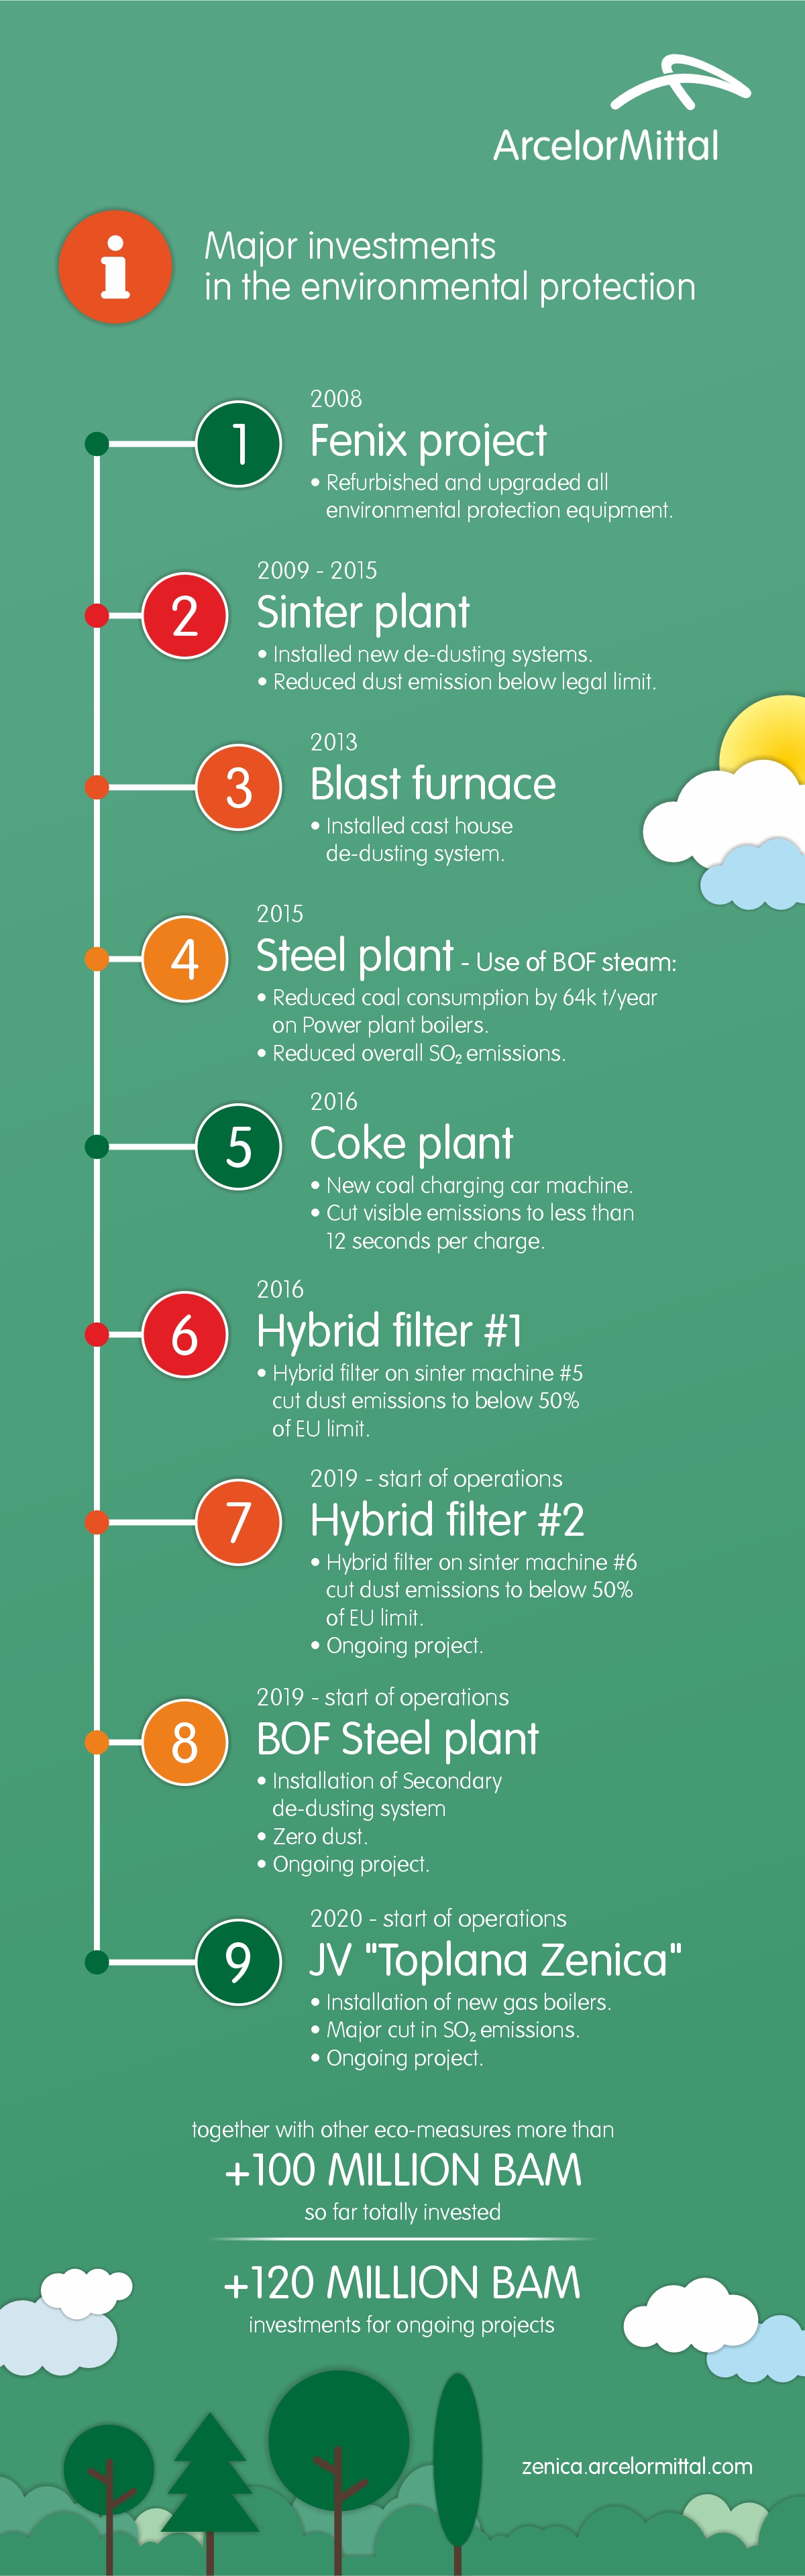 ArcelorMittal
i
Major investments
in the environmental protection
2008
1
Fenix project
• Refurbished and upgraded all
environmental protection equipment.
2009 - 2015
2
Sinter plant
• Installed new de-dusting systems.
• Reduced dust emission below legal limit.
2013
3
Blast furnace
• Installed cast house
de-dusting system.
2015
4
Steel plant - Use of BOF steam:
• Reduced coal consumption by 64k t/year
on Power plant boilers.
• Reduced overall SO₂ emissions.
2016
5
Coke plant
• New coal charging car machine.
• Cut visible emissions to less than
12 seconds per charge.
2016
6
Hybrid filter #1
• Hybrid filter on sinter machine #5
cut dust emissions to below 50%
of EU limit.
2019 - start of operations
7
Hybrid filter #2
• Hybrid filter on sinter machine #6
cut dust emissions to below 50%
of EU limit.
• Ongoing project.
2019 - start of operations
8
BOF Steel plant
• Installation of Secondary
de-dusting system
• Zero dust.
• Ongoing project.
2020 - start of operations
9
JV "Toplana Zenica"
• Installation of new gas boilers.
• Major cut in SO₂ emissions.
• Ongoing project.
together with other eco-measures more than
+100 MILLION BAM
so far totally invested
+120 MILLION BAM
investments for ongoing projects
zenica.arcelormittal.com